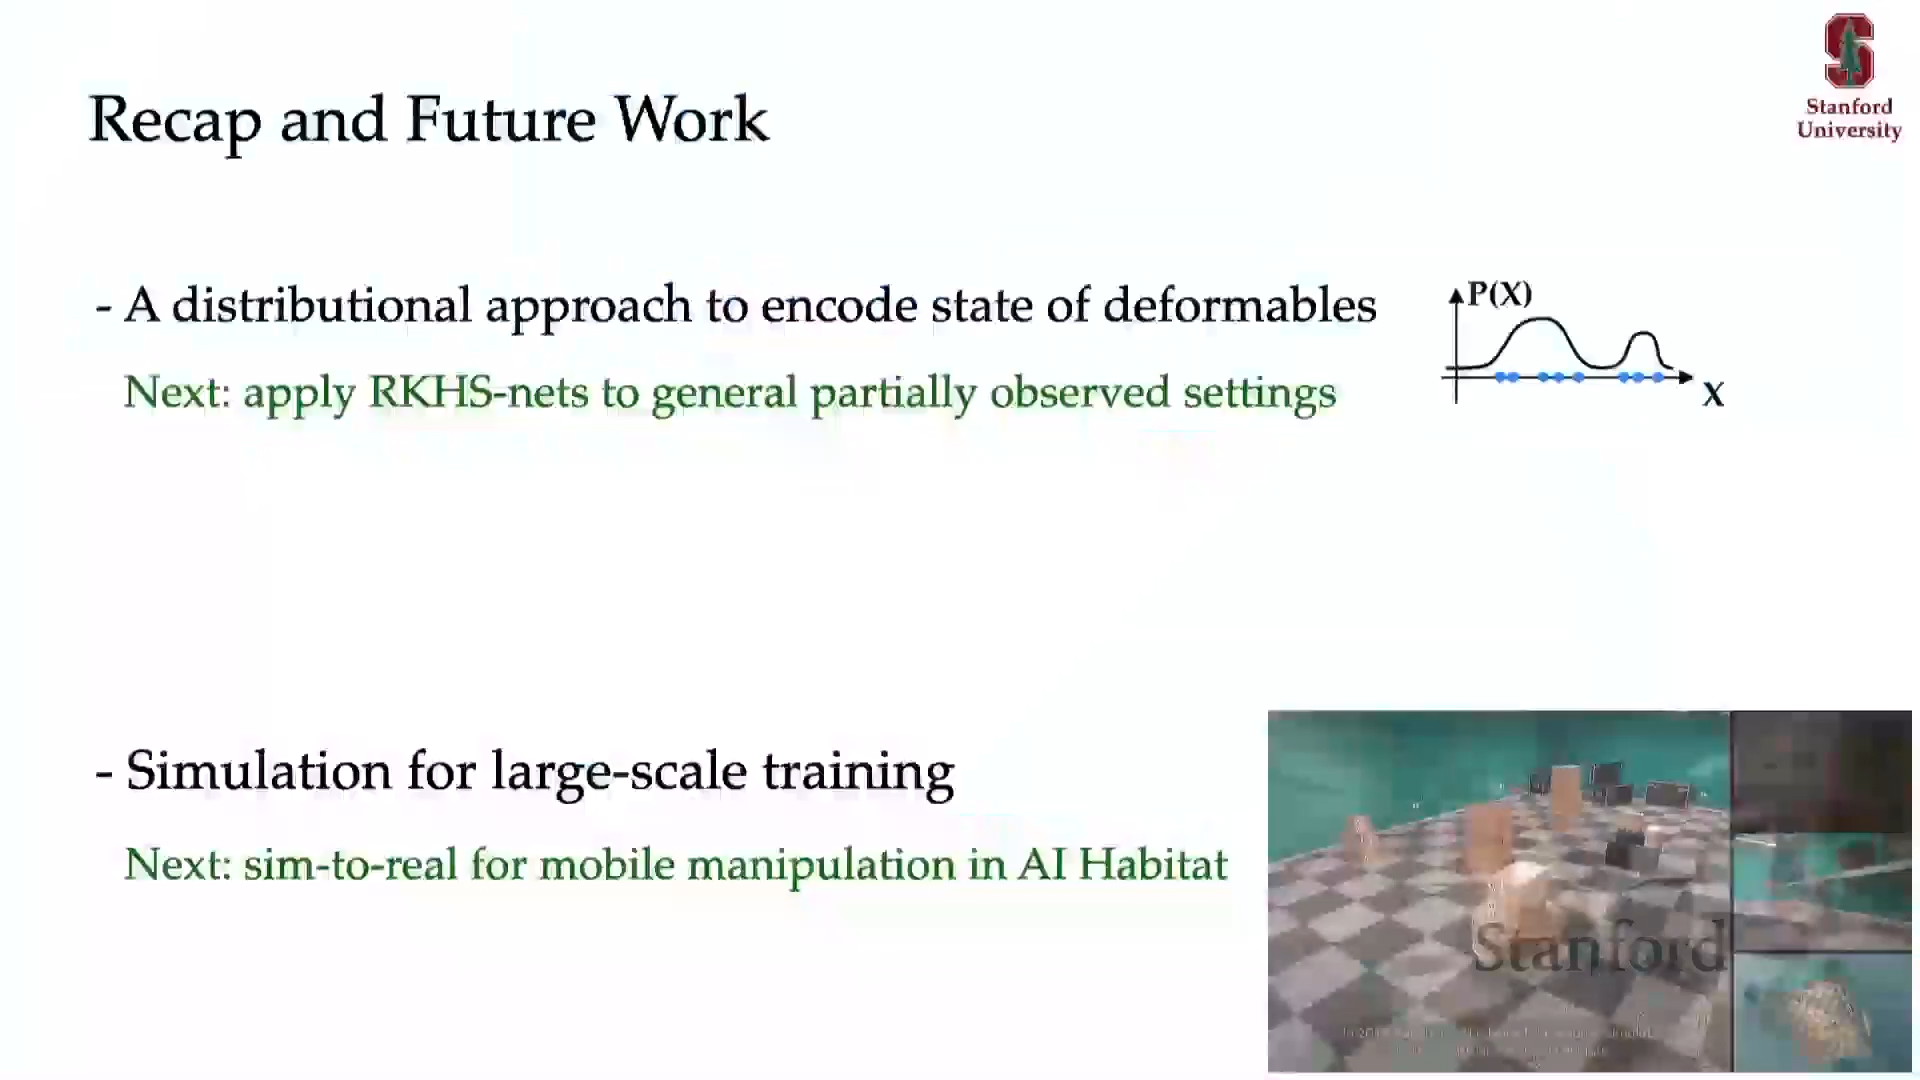 Stanford
University
Recap and Future Work
- A distributional approach to encode state of deformables
P(X)
Next: apply RKHS-nets to general partially observed settings
X
- Simulation for large-scale training
Next: sim-to-real for mobile manipulation in AI Habitat
Stanford